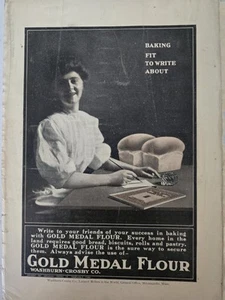 BAKING
FIT
TO WRITE
ABOUT
Write to your friends of your success in baking
with GOLD MEDAL FLOUR. Every home in the
land requires good bread, biscuits, rolls and pastry.
GOLD MEDAL FLOUR is the sure way to secure
them. Always advise the use of—
GOLD MEDAL FLOUR
WASHBURN-CROSBY CO.